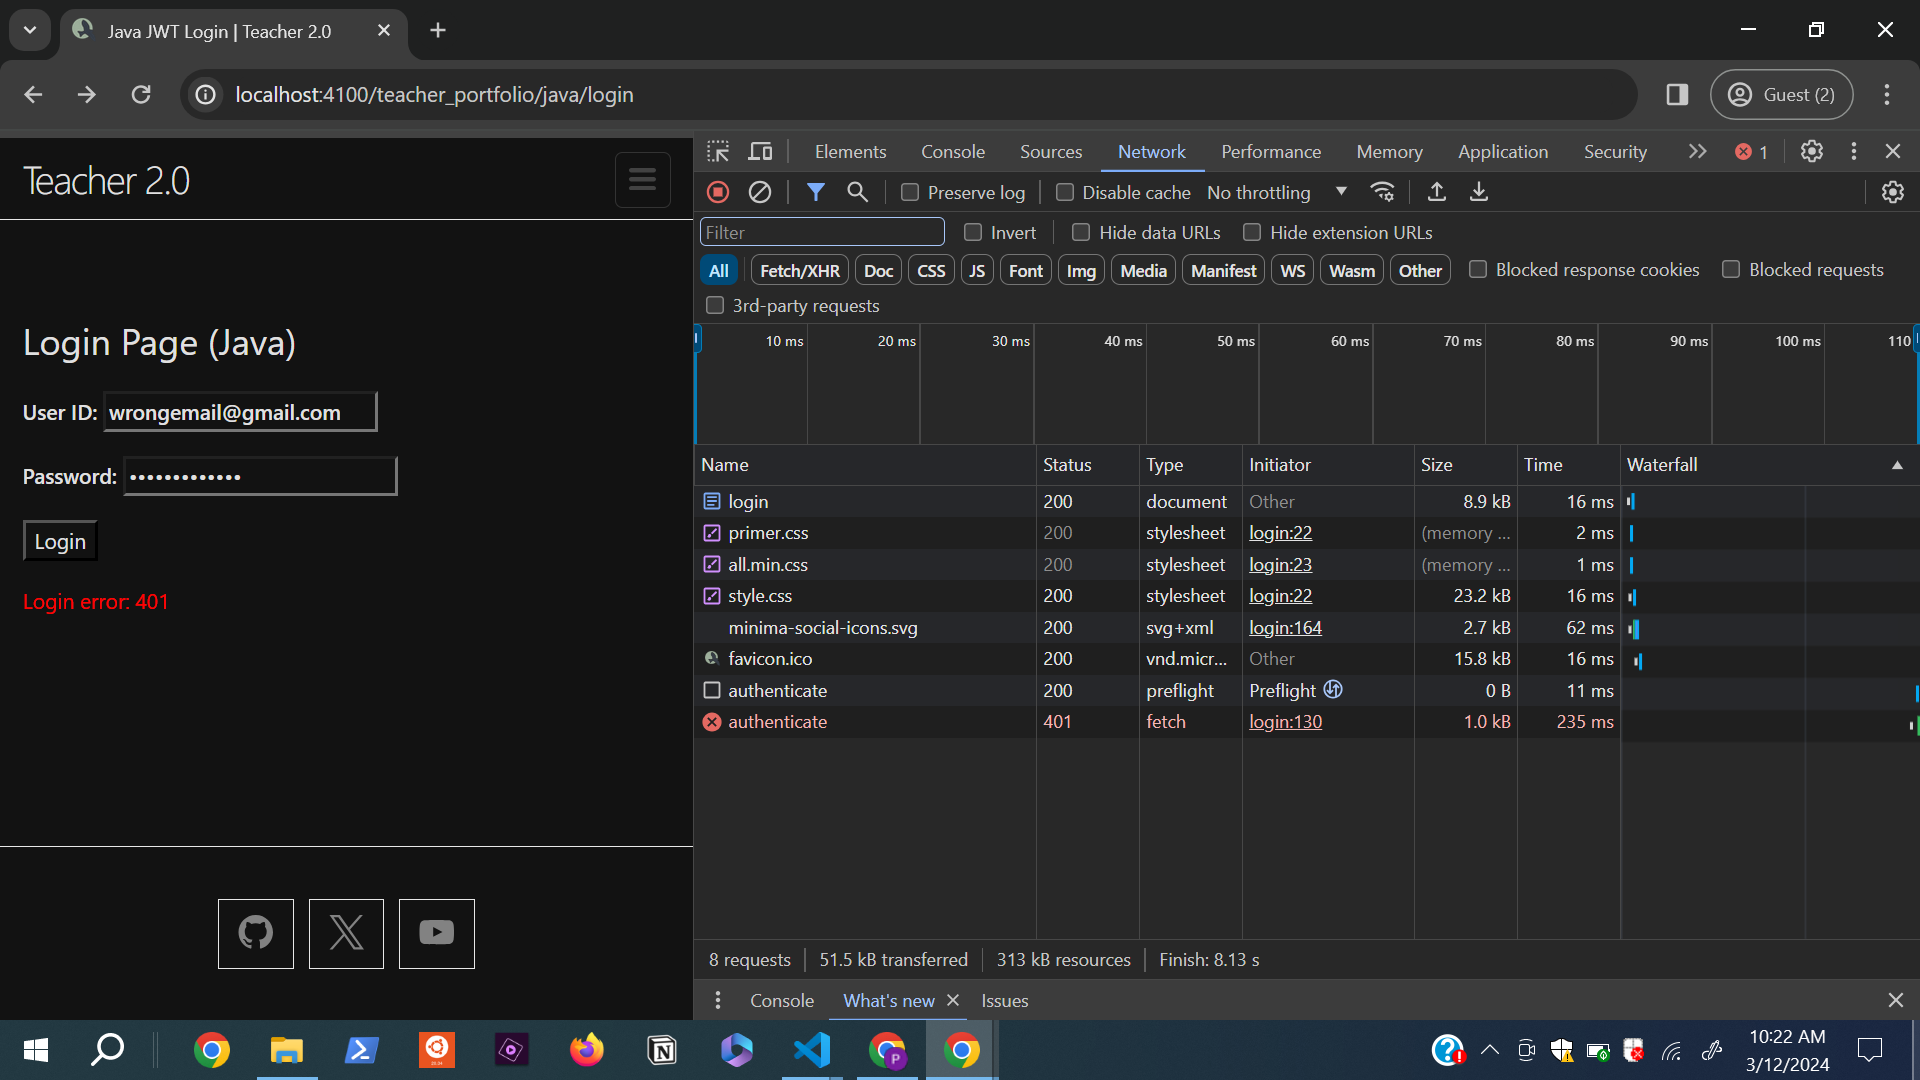 Java JWT Login | Teacher 2.0
localhost:4100/teacher_portfolio/java/login
Guest (2)
Teacher 2.0
Login Page (Java)
User ID: wrongemail@gmail.com
Password: •••••••••••••
Login
Login error: 401
Elements Console Sources Network Performance Memory Application Security 1
Preserve log Disable cache No throttling
Filter Invert Hide data URLs Hide extension URLs
All Fetch/XHR Doc CSS JS Font Img Media Manifest WS Wasm Other Blocked response cookies Blocked requests
3rd-party requests
10 ms 20 ms 30 ms 40 ms 50 ms 60 ms 70 ms 80 ms 90 ms 100 ms 110
Name Status Type Initiator Size Time Waterfall
login 200 document Other 8.9 kB 16 ms
primer.css 200 stylesheet login:22 (memory ... 2 ms
all.min.css 200 stylesheet login:23 (memory ... 1 ms
style.css 200 stylesheet login:22 23.2 kB 16 ms
minima-social-icons.svg 200 svg+xml login:164 2.7 kB 62 ms
favicon.ico 200 vnd.micr... Other 15.8 kB 16 ms
authenticate 200 preflight Preflight 0 B 11 ms
authenticate 401 fetch login:130 1.0 kB 235 ms
8 requests 51.5 kB transferred 313 kB resources Finish: 8.13 s
Console What's new Issues
10:22 AM
3/12/2024